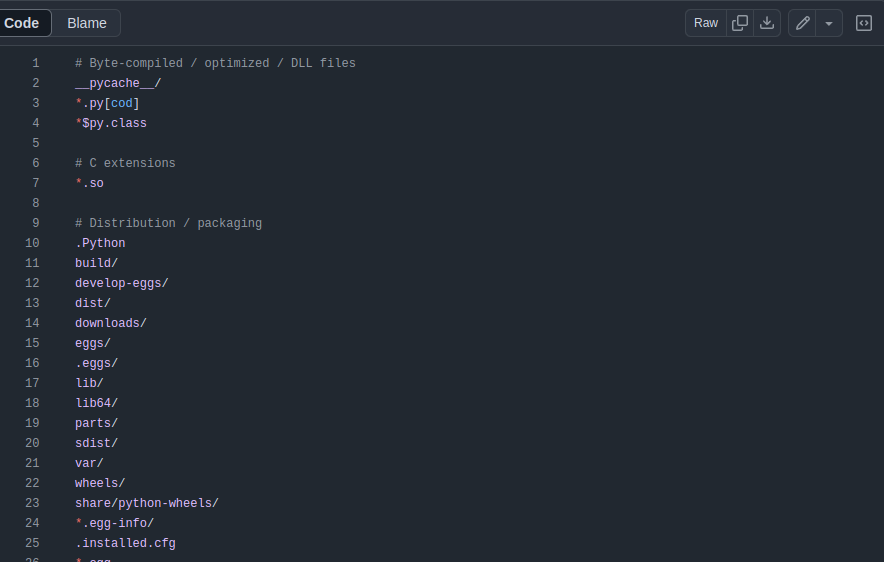 Code Blame Raw
1 # Byte-compiled / optimized / DLL files
2 __pycache__/
3 *.py[cod]
4 *$py.class
5
6 # C extensions
7 *.so
8
9 # Distribution / packaging
10 .Python
11 build/
12 develop-eggs/
13 dist/
14 downloads/
15 eggs/
16 .eggs/
17 lib/
18 lib64/
19 parts/
20 sdist/
21 var/
22 wheels/
23 share/python-wheels/
24 *.egg-info/
25 .installed.cfg
26 *.egg